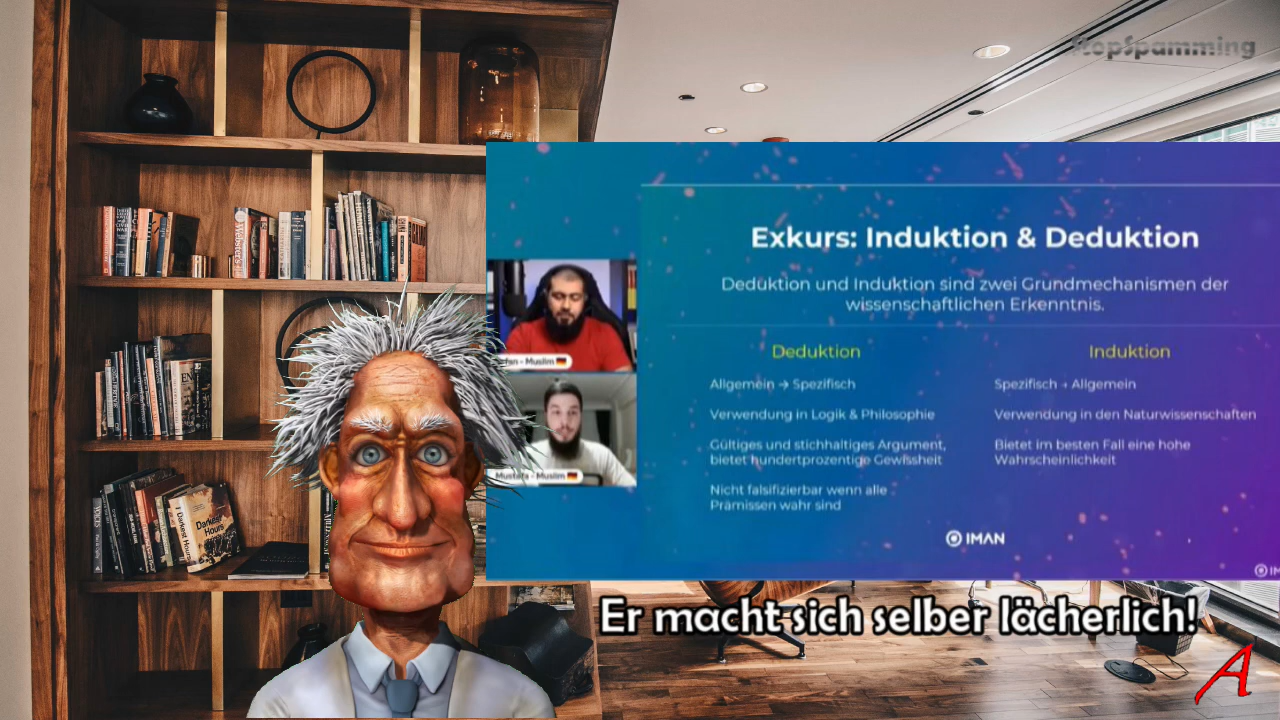 StopSpamming
Exkurs: Induktion & Deduktion
Deduktion und Induktion sind zwei Grundmechanismen der
wissenschaftlichen Erkenntnis.
Deduktion
Allgemein → Spezifisch
Verwendung in Logik & Philosophie
Gültiges und stichhaltiges Argument,
bietet hundertprozentige Gewissheit
Nicht falsifizierbar wenn alle
Prämissen wahr sind
Induktion
Spezifisch → Allgemein
Verwendung in den Naturwissenschaften
Bietet im besten Fall eine hohe
Wahrscheinlichkeit
- Muslim
Mustafa - Muslim
IMAN
IM
Darkest
Hours
Er macht sich selber lächerlich!
A